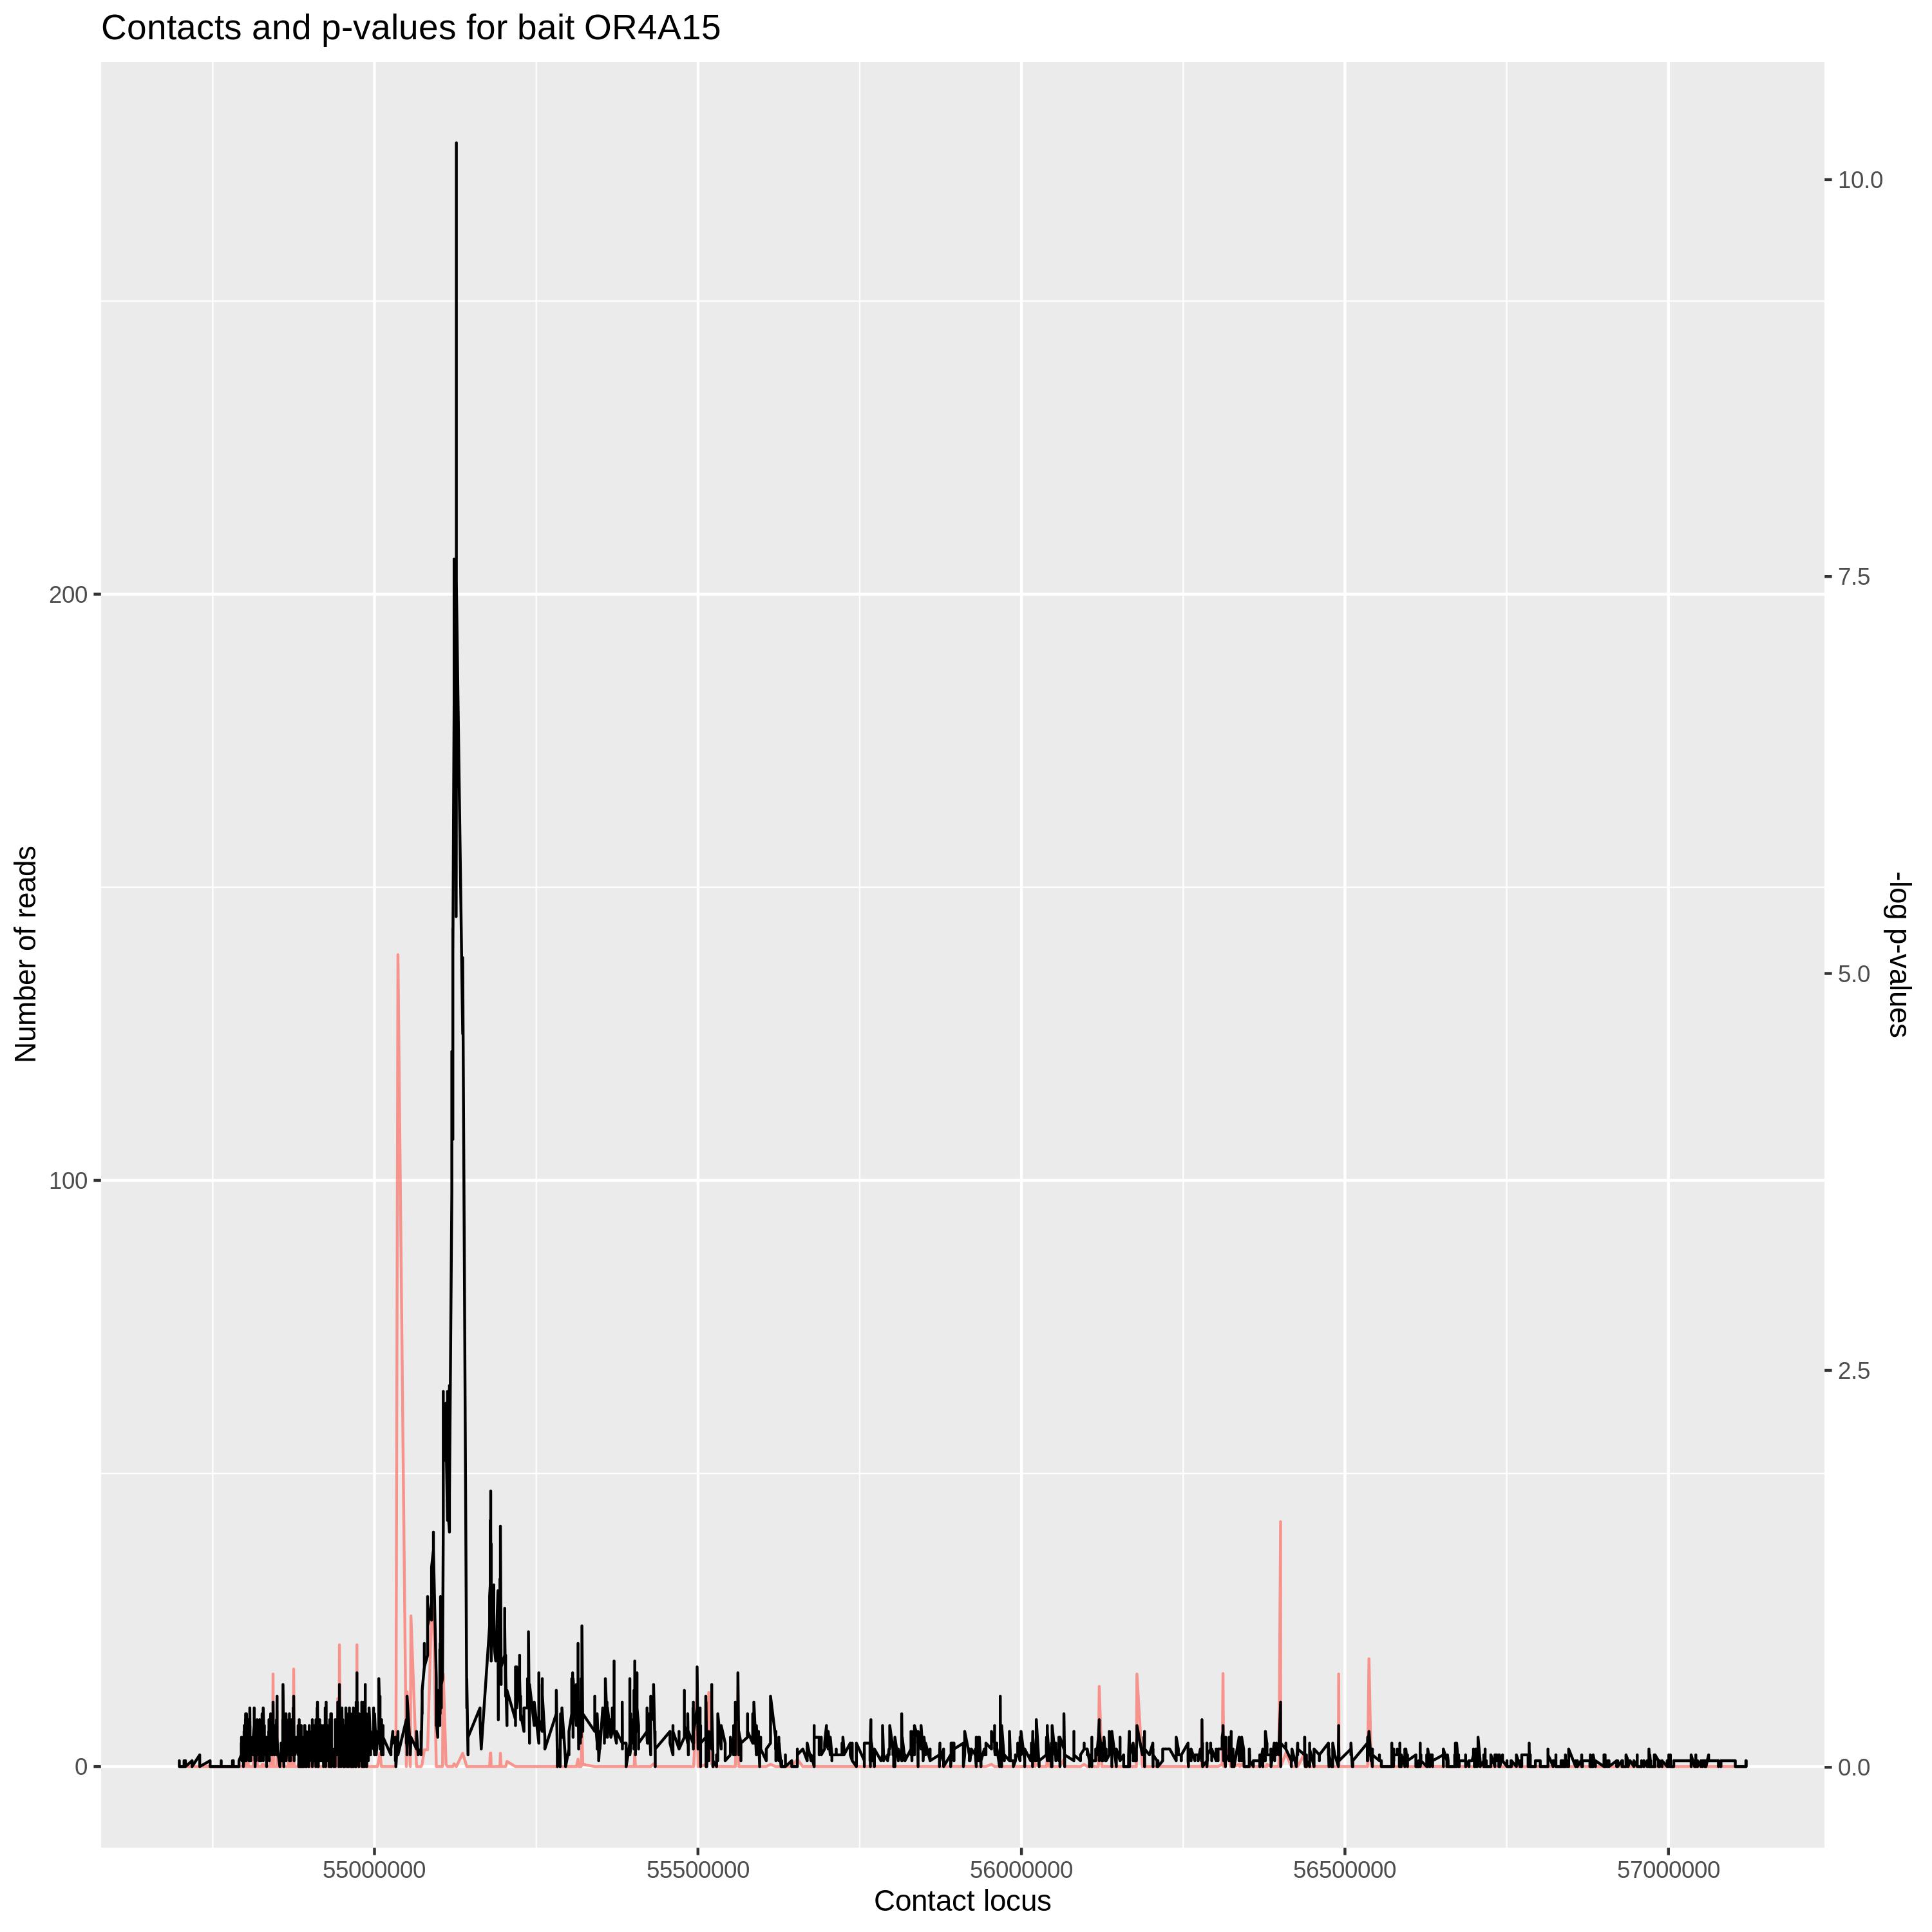 Contacts and p-values for bait OR4A15
Number of reads
200
100
0
10.0
7.5
5.0
2.5
0.0
-log p-values
55000000 55500000 56000000 56500000 57000000
Contact locus